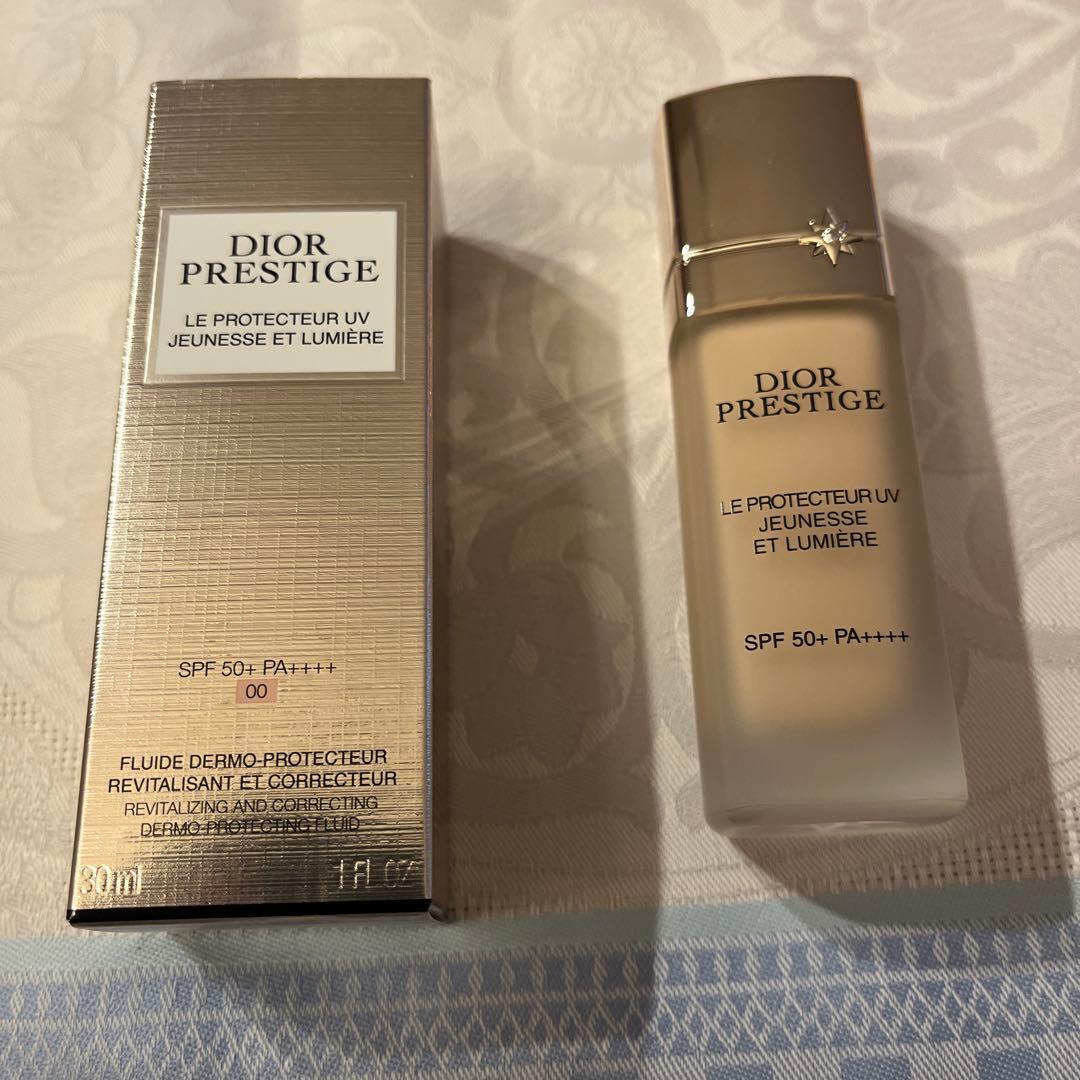 DIOR
PRESTIGE
LE PROTECTEUR UV
JEUNESSE ET LUMIÈRE
SPF 50+ PA++++
00
FLUIDE DERMO-PROTECTEUR
REVITALISANT ET CORRECTEUR
REVITALIZING AND CORRECTING
DERMO-PROTECTING FLUID
30ml 1 FL.OZ
DIOR
PRESTIGE
LE PROTECTEUR UV
JEUNESSE
ET LUMIÈRE
SPF 50+ PA++++